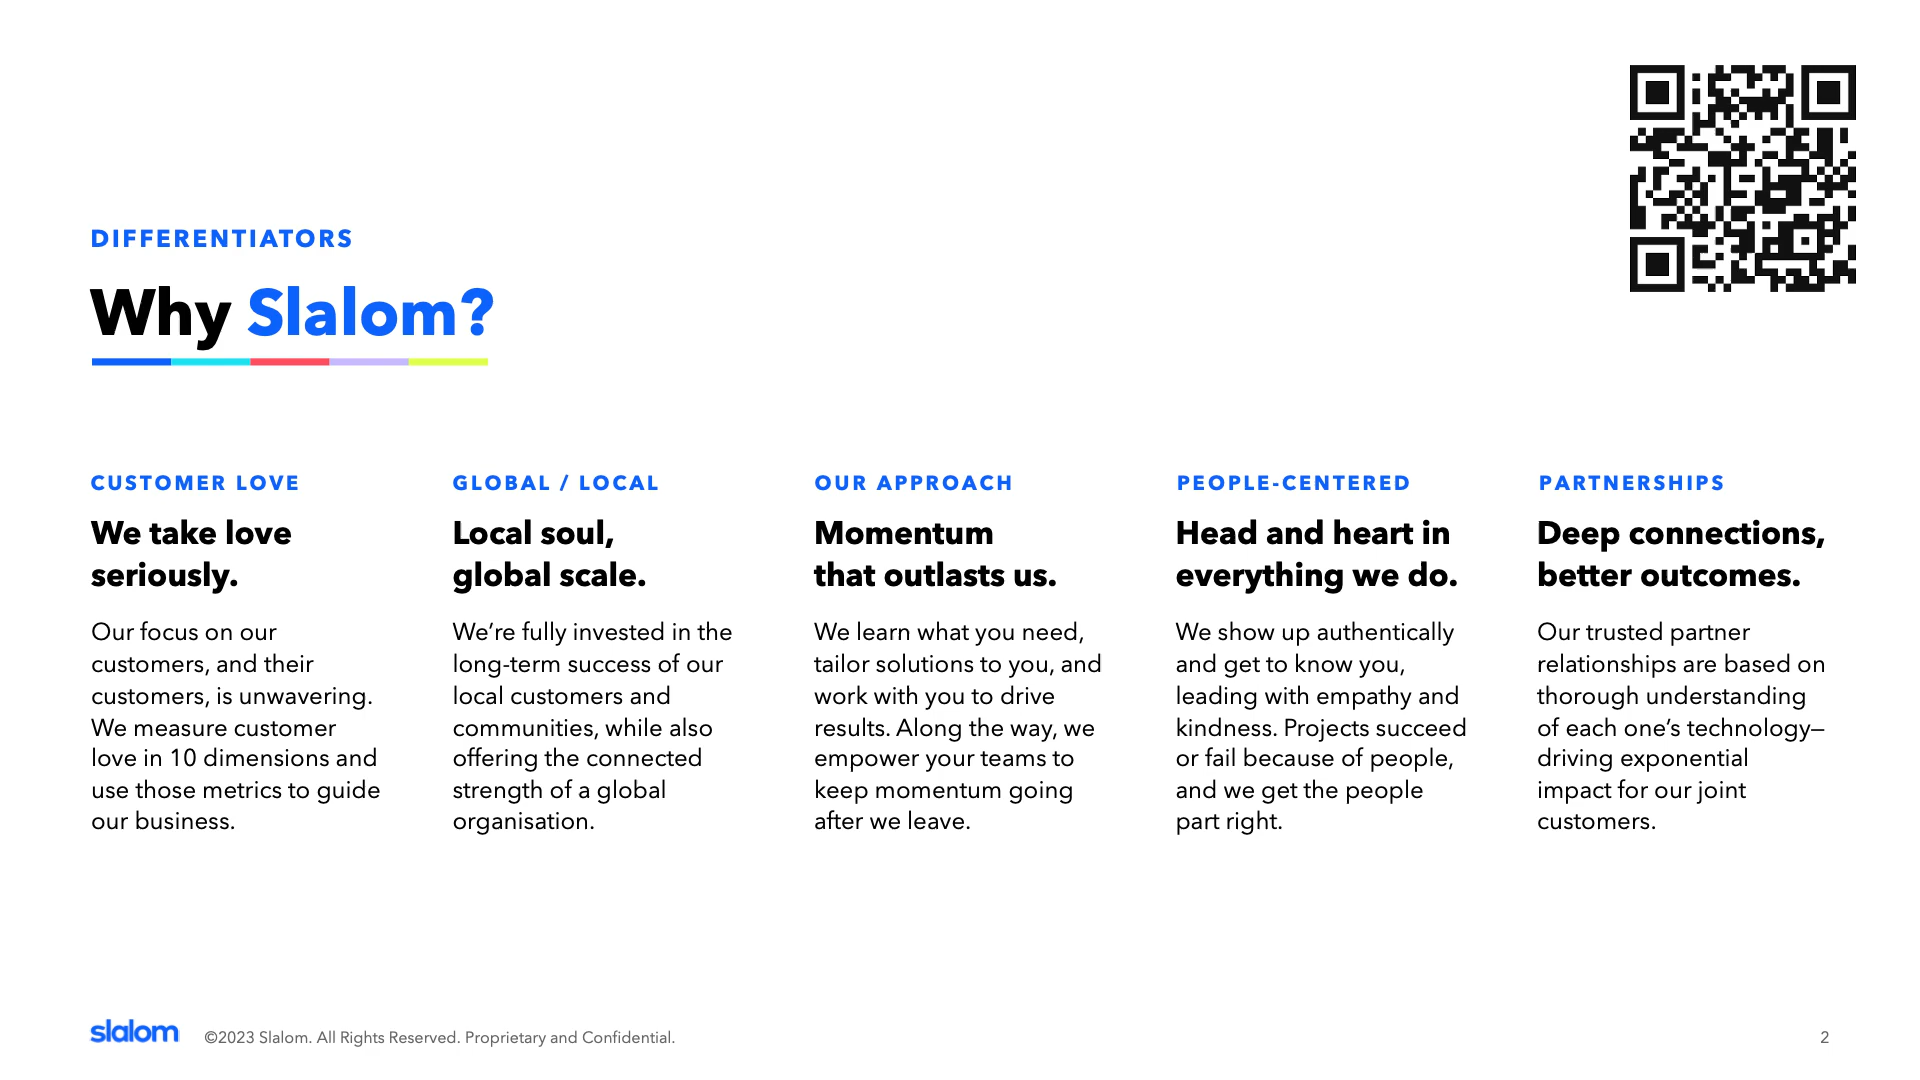 DIFFERENTIATORS
Why Slalom?
CUSTOMER LOVE
We take love
seriously.
Our focus on our
customers, and their
customers, is unwavering.
We measure customer
love in 10 dimensions and
use those metrics to guide
our business.
GLOBAL / LOCAL
Local soul,
global scale.
We’re fully invested in the
long-term success of our
local customers and
communities, while also
offering the connected
strength of a global
organisation.
OUR APPROACH
Momentum
that outlasts us.
We learn what you need,
tailor solutions to you, and
work with you to drive
results. Along the way, we
empower your teams to
keep momentum going
after we leave.
PEOPLE-CENTERED
Head and heart in
everything we do.
We show up authentically
and get to know you,
leading with empathy and
kindness. Projects succeed
or fail because of people,
and we get the people
part right.
PARTNERSHIPS
Deep connections,
better outcomes.
Our trusted partner
relationships are based on
thorough understanding
of each one’s technology—
driving exponential
impact for our joint
customers.
slalom
©2023 Slalom. All Rights Reserved. Proprietary and Confidential.
2